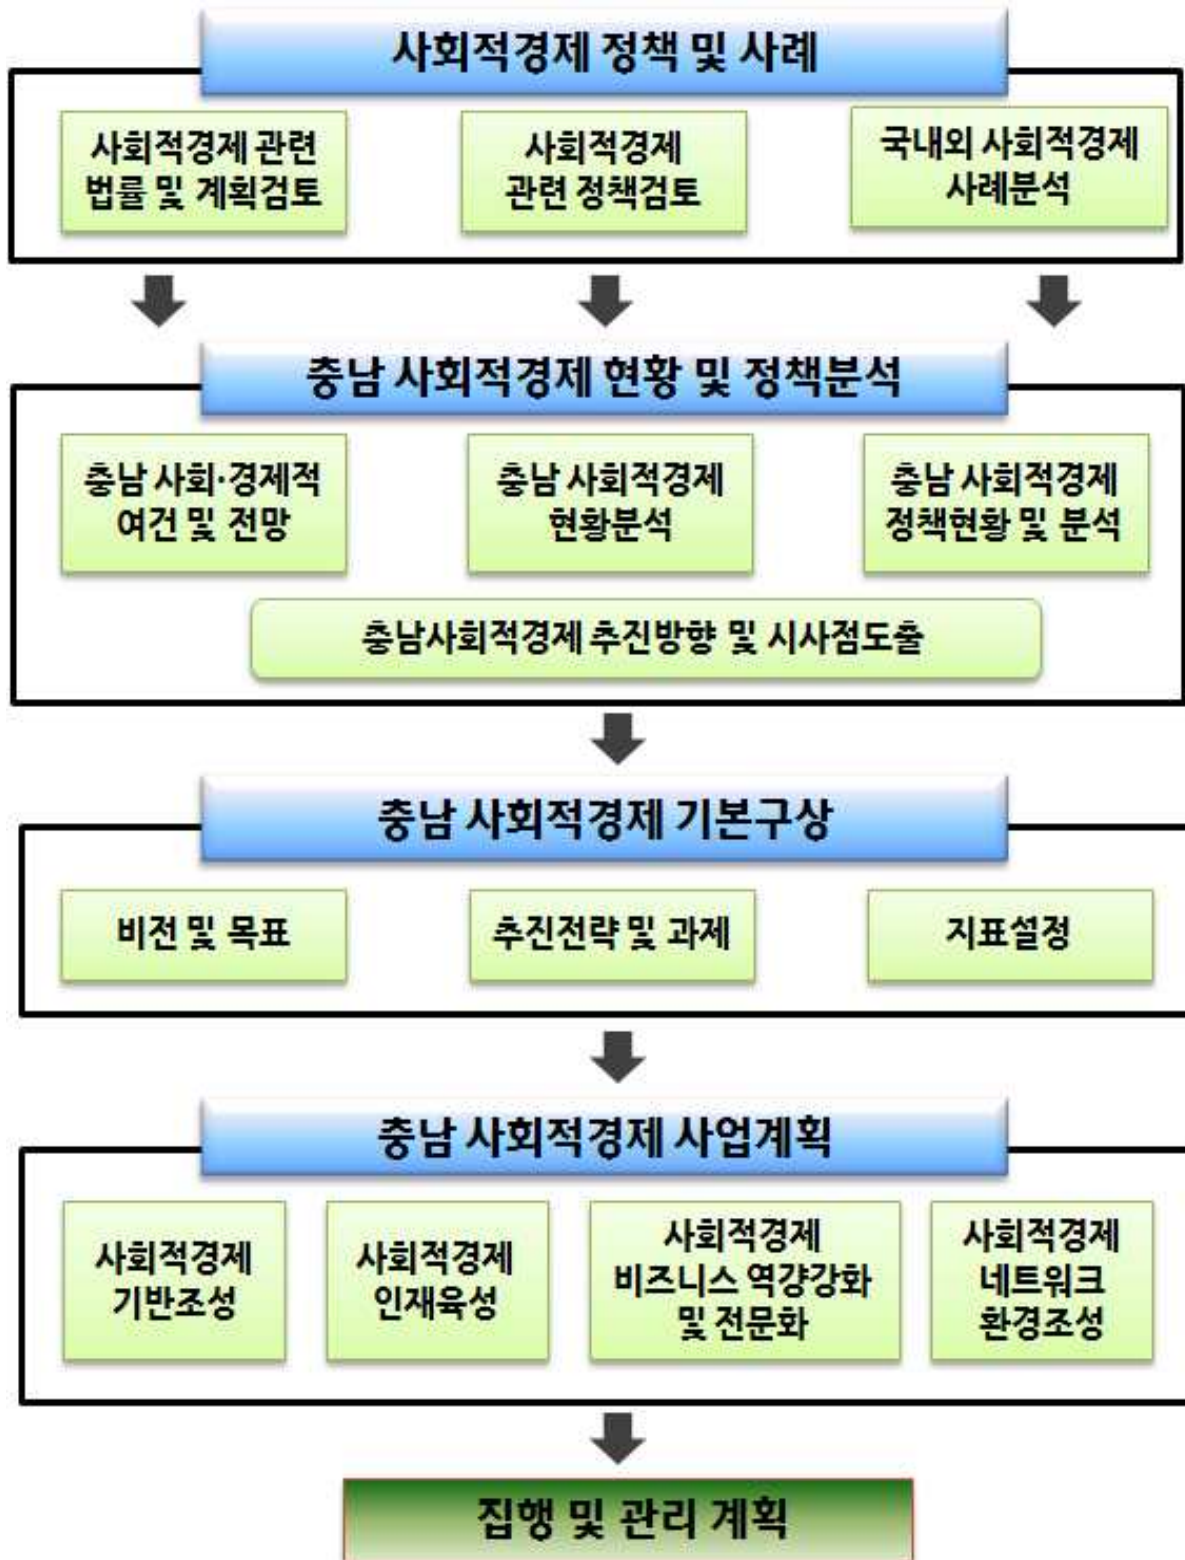 사회적경제 정책 및 사례
사회적경제 관련
법률 및 계획검토
사회적경제
관련 정책검토
국내외 사회적경제
사례분석
충남 사회적경제 현황 및 정책분석
충남 사회·경제적
여건 및 전망
충남 사회적경제
현황분석
충남 사회적경제
정책현황 및 분석
충남사회적경제 추진방향 및 시사점도출
충남 사회적경제 기본구상
비전 및 목표
추진전략 및 과제
지표설정
충남 사회적경제 사업계획
사회적경제
기반조성
사회적경제
인재육성
사회적경제
비즈니스 역량강화
및 전문화
사회적경제
네트워크
환경조성
집행 및 관리 계획